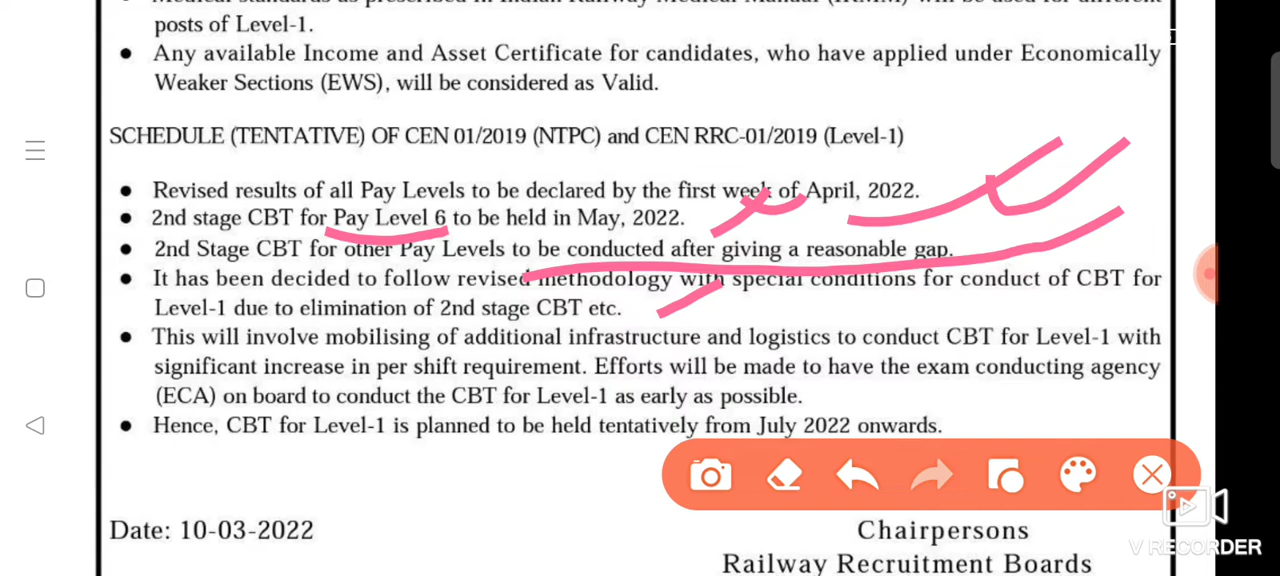 posts of Level-1.
● Any available Income and Asset Certificate for candidates, who have applied under Economically
Weaker Sections (EWS), will be considered as Valid.
SCHEDULE (TENTATIVE) OF CEN 01/2019 (NTPC) and CEN RRC-01/2019 (Level-1)
● Revised results of all Pay Levels to be declared by the first week of April, 2022.
● 2nd stage CBT for Pay Level 6 to be held in May, 2022.
● 2nd Stage CBT for other Pay Levels to be conducted after giving a reasonable gap.
● It has been decided to follow revised methodology with special conditions for conduct of CBT for
Level-1 due to elimination of 2nd stage CBT etc.
● This will involve mobilising of additional infrastructure and logistics to conduct CBT for Level-1 with
significant increase in per shift requirement. Efforts will be made to have the exam conducting agency
(ECA) on board to conduct the CBT for Level-1 as early as possible.
● Hence, CBT for Level-1 is planned to be held tentatively from July 2022 onwards.
Date: 10-03-2022
Chairpersons
Railway Recruitment Boards
V RECORDER